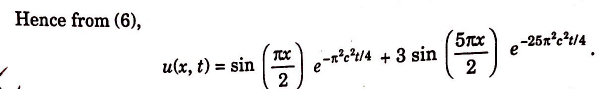 Hence from (6),
u(x, t) = sin (πx/2) e^{-π²c²t/4} + 3 sin (5πx/2) e^{-25π²c²t/4} .